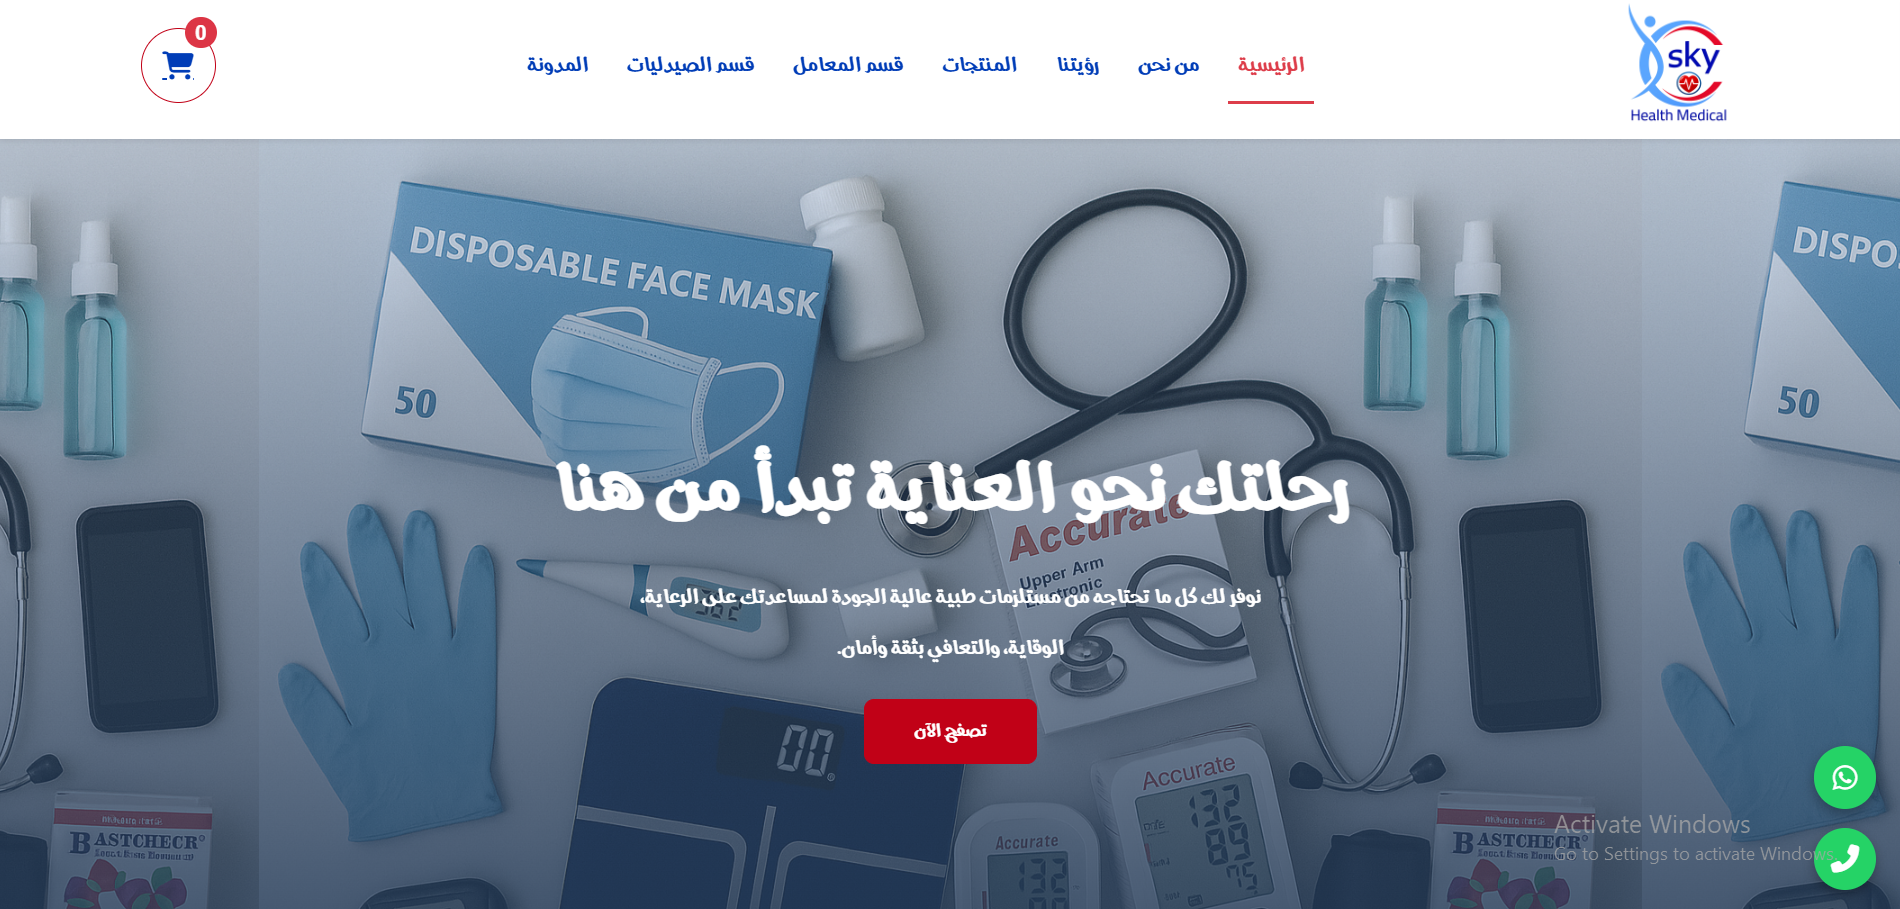 sky
Health Medical
الرئيسية
من نحن
رؤيتنا
المنتجات
قسم المعامل
قسم الصيدليات
المدونة
0
DISPOSABLE FACE MASK
50
DISPO
50
رحلتك نحو العناية تبدأ من هنا
Accurate
Upper Arm
Electronic
نوفر لك كل ما تحتاجه من مستلزمات طبية عالية الجودة لمساعدتك على الرعاية،
الوقاية، والتعافي بثقة وأمان.
تصفح الآن
00.
Accurate
132
Accurate
132
BASTCHECR
BASTCHECR
Activate Windows
Go to Settings to activate Windows.